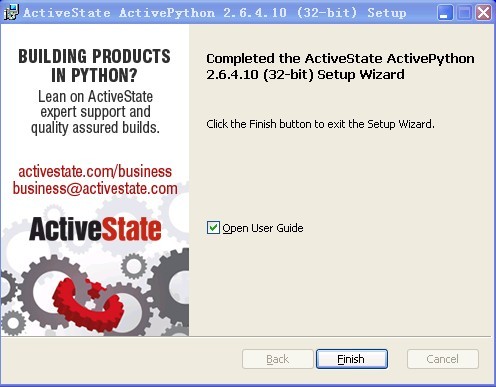 ActiveState ActivePython 2.6.4.10 (32-bit) Setup
BUILDING PRODUCTS
IN PYTHON?
Lean on ActiveState
expert support and
quality assured builds.
activestate.com/business
business@activestate.com
ActiveState
Completed the ActiveState ActivePython
2.6.4.10 (32-bit) Setup Wizard
Click the Finish button to exit the Setup Wizard.
Open User Guide
Back
Finish
Cancel